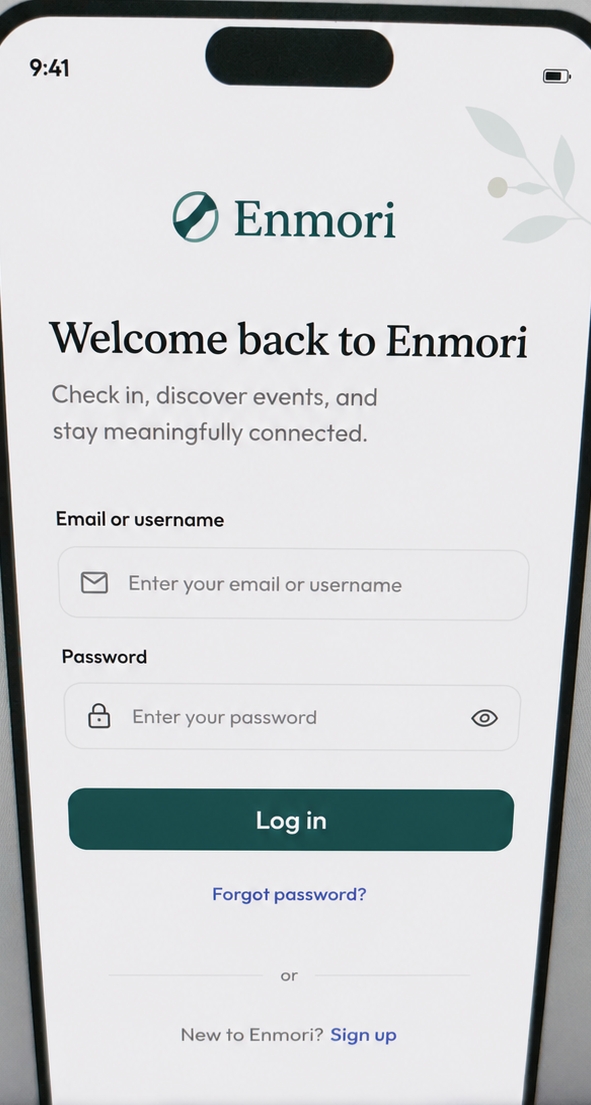 9:41
Enmori
Welcome back to Enmori
Check in, discover events, and
stay meaningfully connected.
Email or username
Enter your email or username
Password
Enter your password
Log in
Forgot password?
or
New to Enmori? Sign up